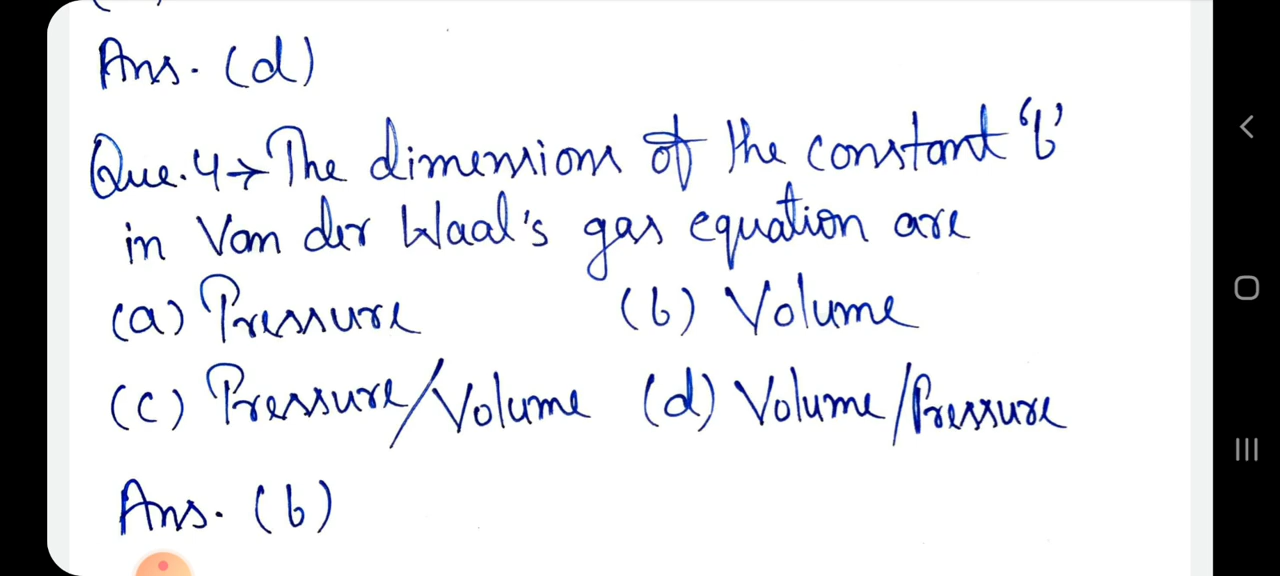 Ans. (d)
Que.4→ The dimensions of the constant 'b'
in Van der Waal's gas equation are
(a) Pressure (b) Volume
(c) Pressure/Volume (d) Volume/Pressure
Ans. (b)